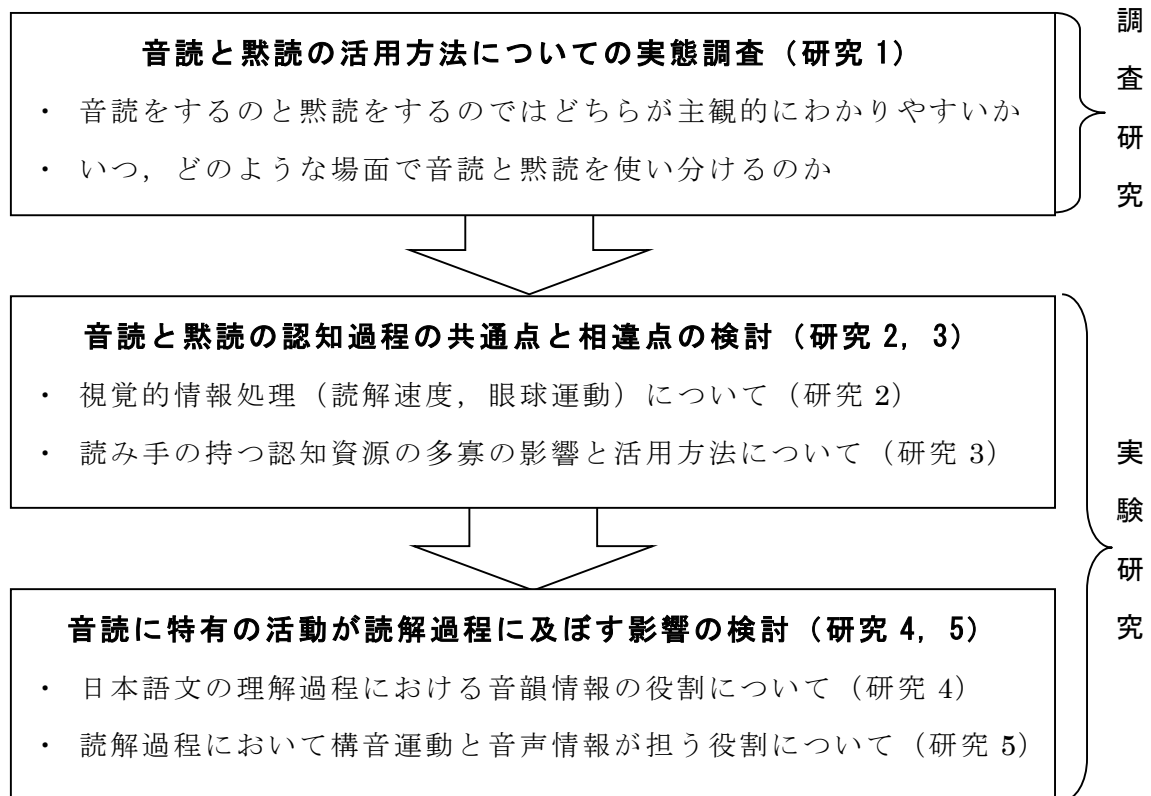 音読と黙読の活用方法についての実態調査（研究 1）
・ 音読をするのと黙読をするのではどちらが主観的にわかりやすいか
・ いつ，どのような場面で音読と黙読を使い分けるのか
調査研究
音読と黙読の認知過程の共通点と相違点の検討（研究 2，3）
・ 視覚的情報処理（読解速度，眼球運動）について（研究 2）
・ 読み手の持つ認知資源の多寡の影響と活用方法について（研究 3）
音読に特有の活動が読解過程に及ぼす影響の検討（研究 4，5）
・ 日本語文の理解過程における音韻情報の役割について（研究 4）
・ 読解過程において構音運動と音声情報が担う役割について（研究 5）
実験研究